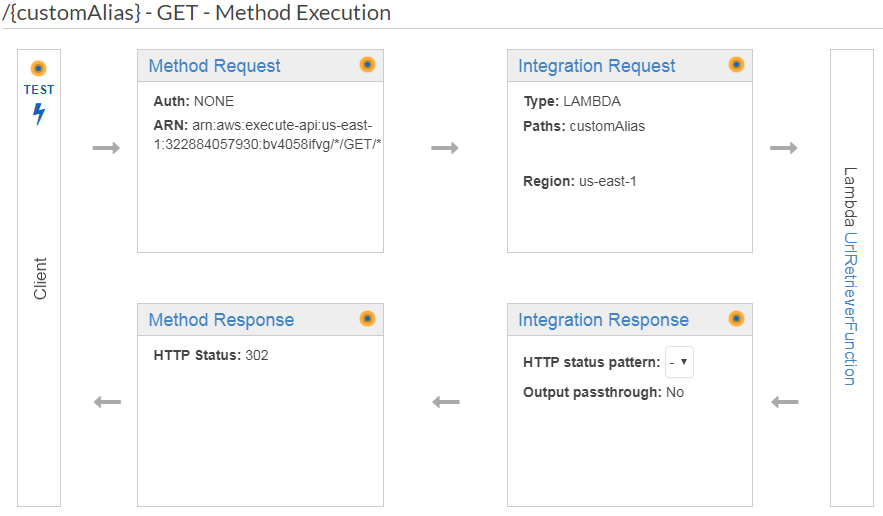 /{customAlias} - GET - Method Execution
TEST
Client
Method Request
Auth: NONE
ARN: arn:aws:execute-api:us-east-
1:322884057930:bv4058ifvg/*/GET/*
Integration Request
Type: LAMBDA
Paths: customAlias
Region: us-east-1
Lambda UrlRetrieverFunction
Method Response
HTTP Status: 302
Integration Response
HTTP status pattern: -
Output passthrough: No